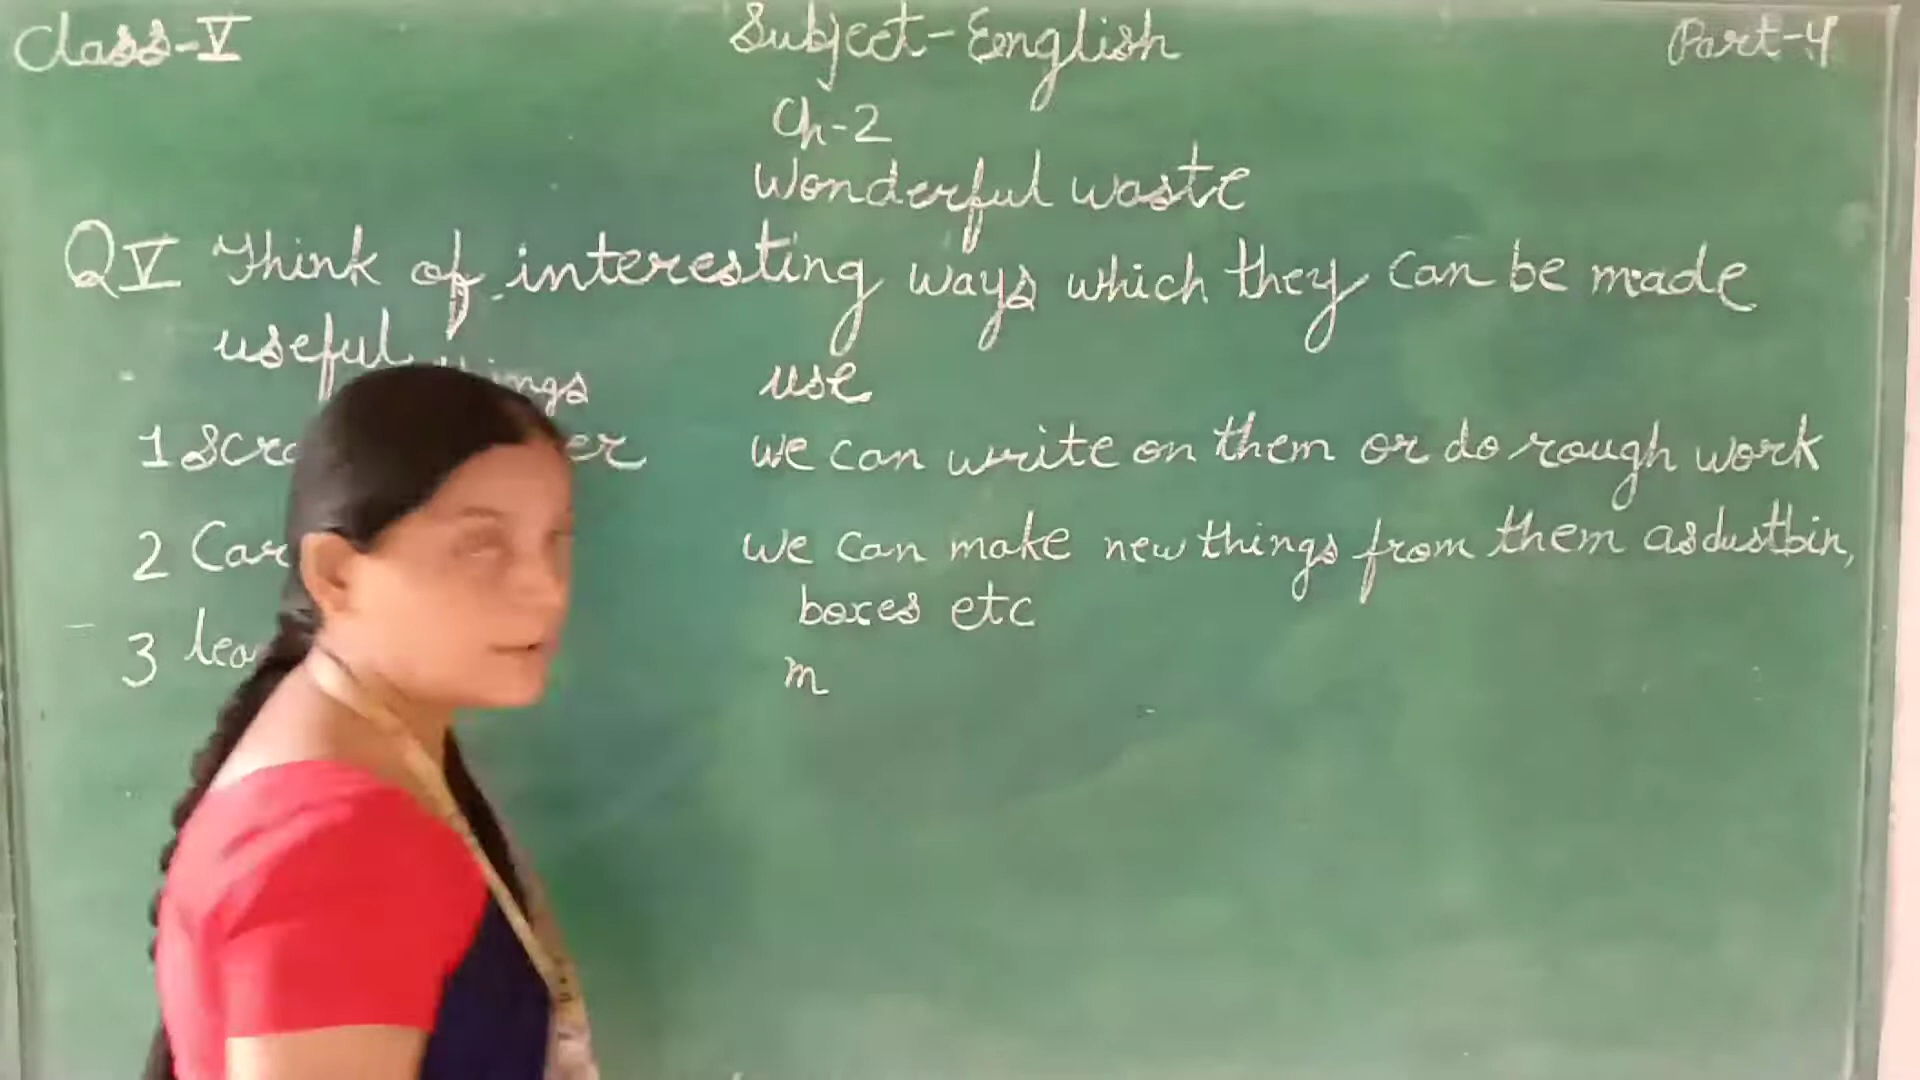 Class-V Subject-English Part-4
Ch-2
Wonderful waste
Q V Think of interesting ways which they can be made
useful
use
1 we can write on them or do rough work
2 we can make new things from them as dustbin,
boxes etc
3 m